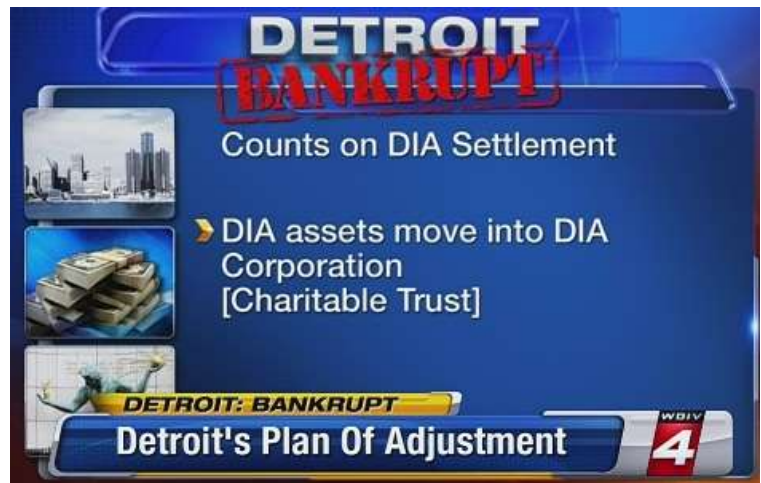 DETROIT
BANKRUPT
Counts on DIA Settlement
DIA assets move into DIA
Corporation
[Charitable Trust]
DETROIT: BANKRUPT
Detroit's Plan Of Adjustment
WDIV
4